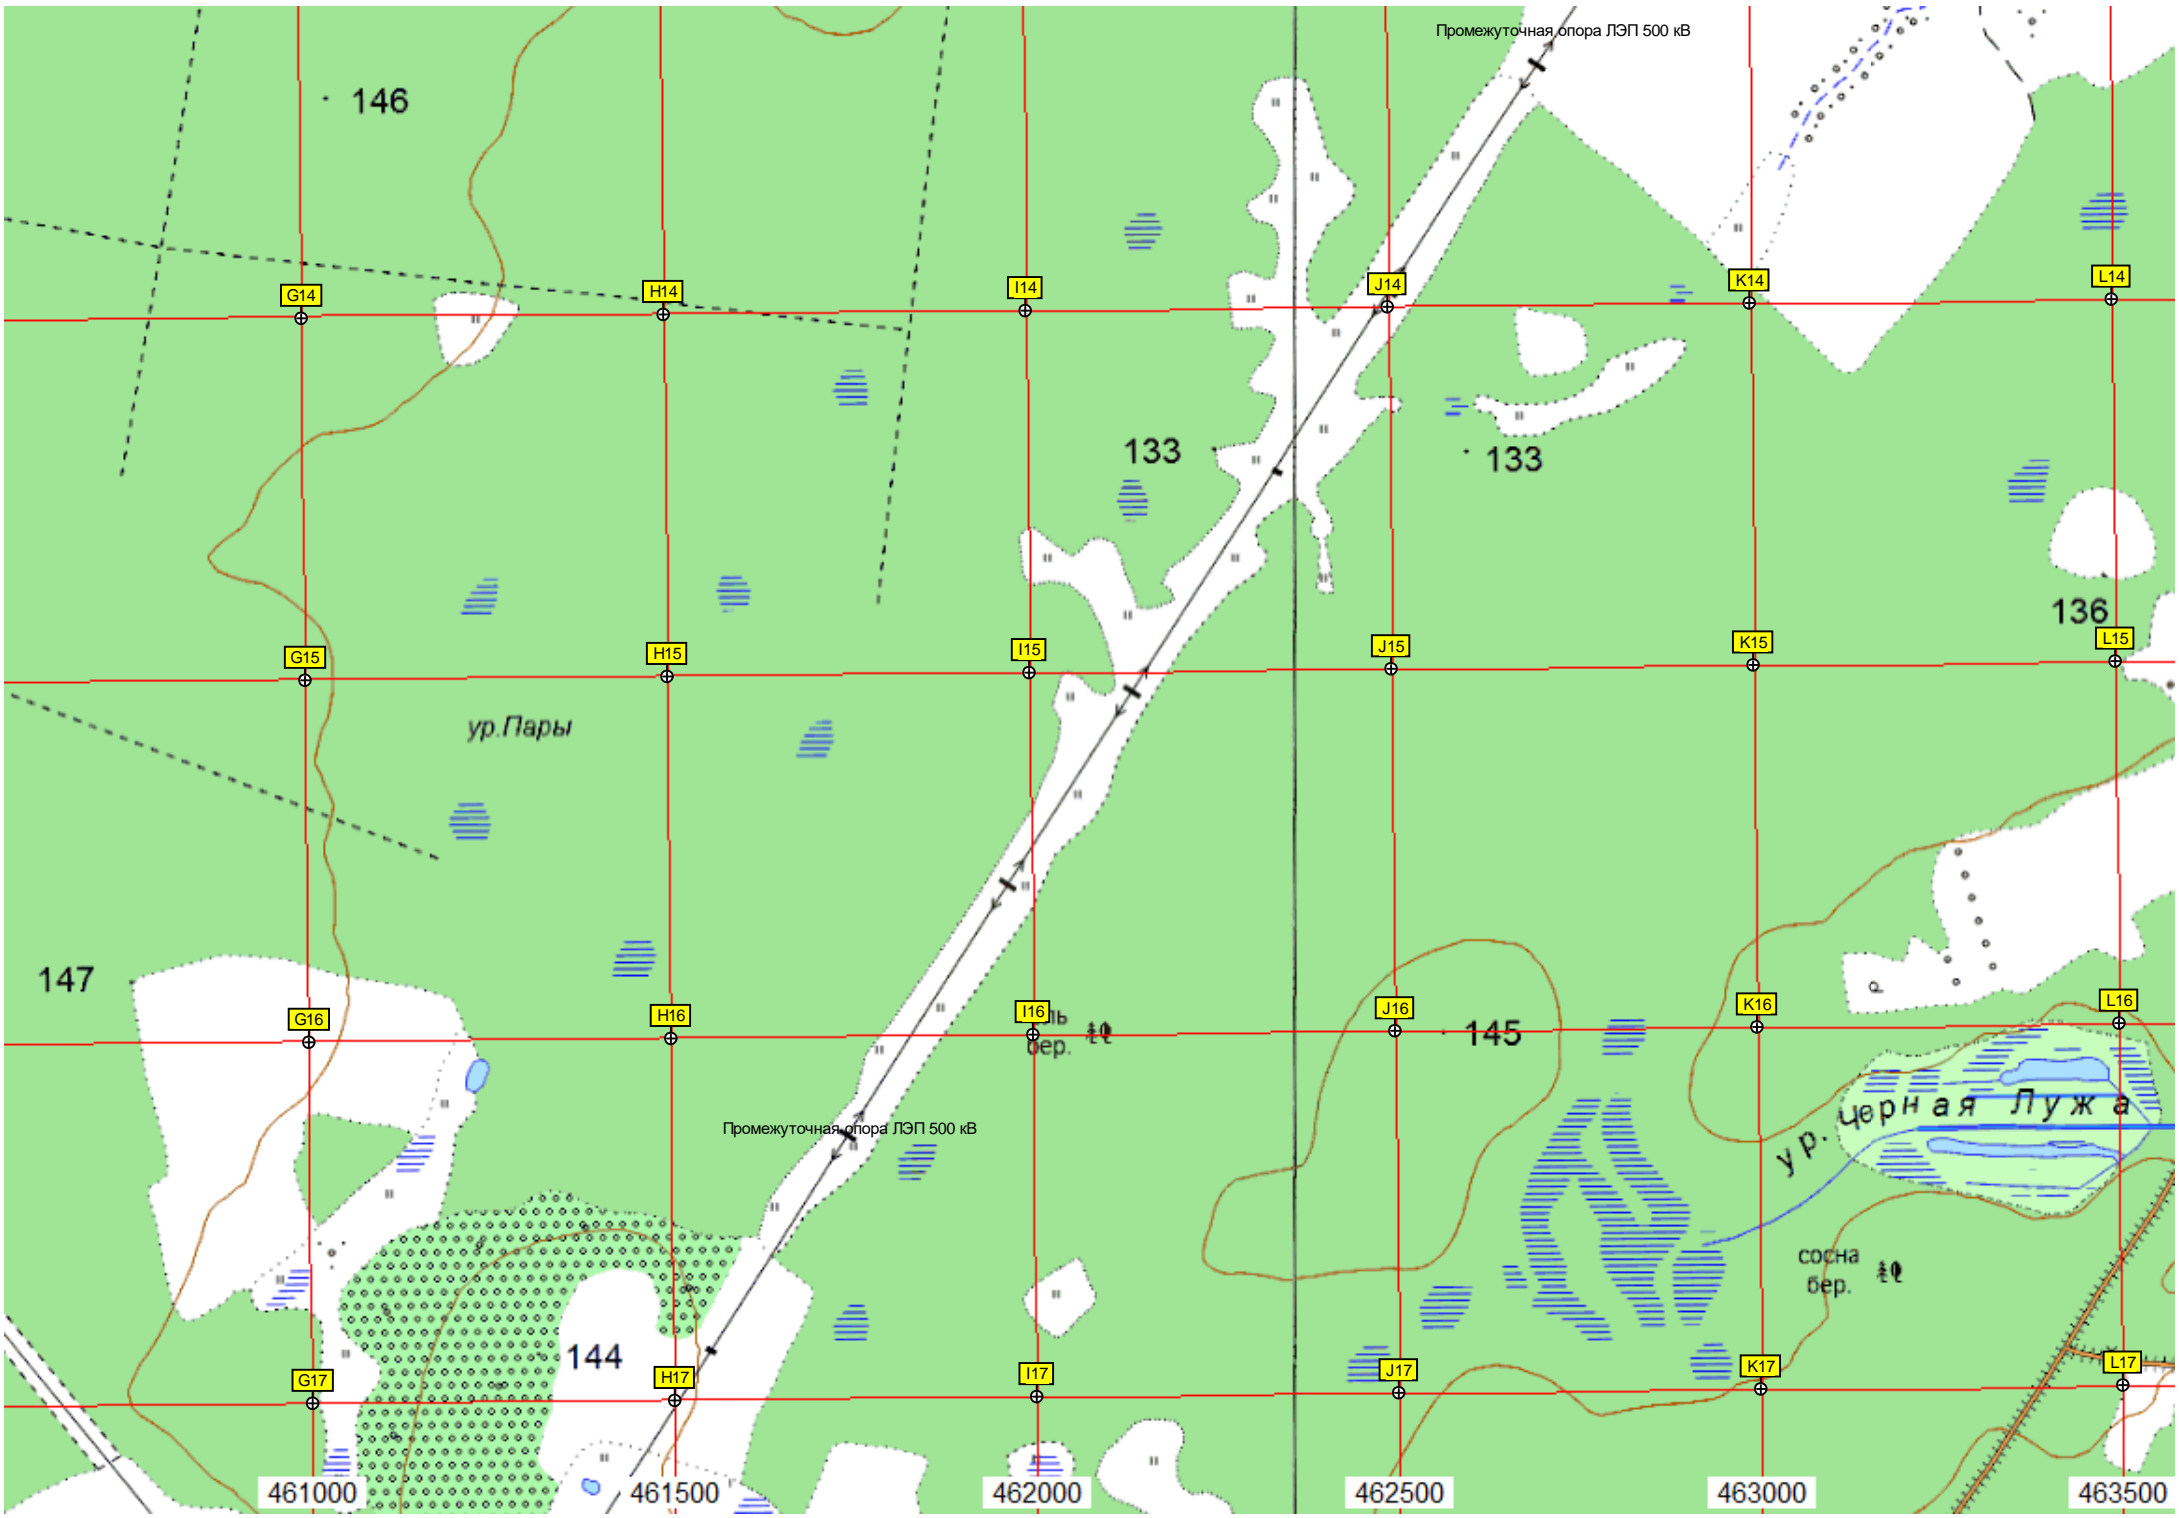 Промежуточная опора ЛЭП 500 кВ
146
G14
H14
I14
J14
K14
L14
133
133
136
G15
H15
I15
J15
K15
L15
ур.Пары
147
G16
H16
I16
J16
K16
L16
145
бер.
ур. Черная Лужа
Промежуточная опора ЛЭП 500 кВ
сосна
бер.
144
G17
H17
I17
J17
K17
L17
461000
461500
462000
462500
463000
463500